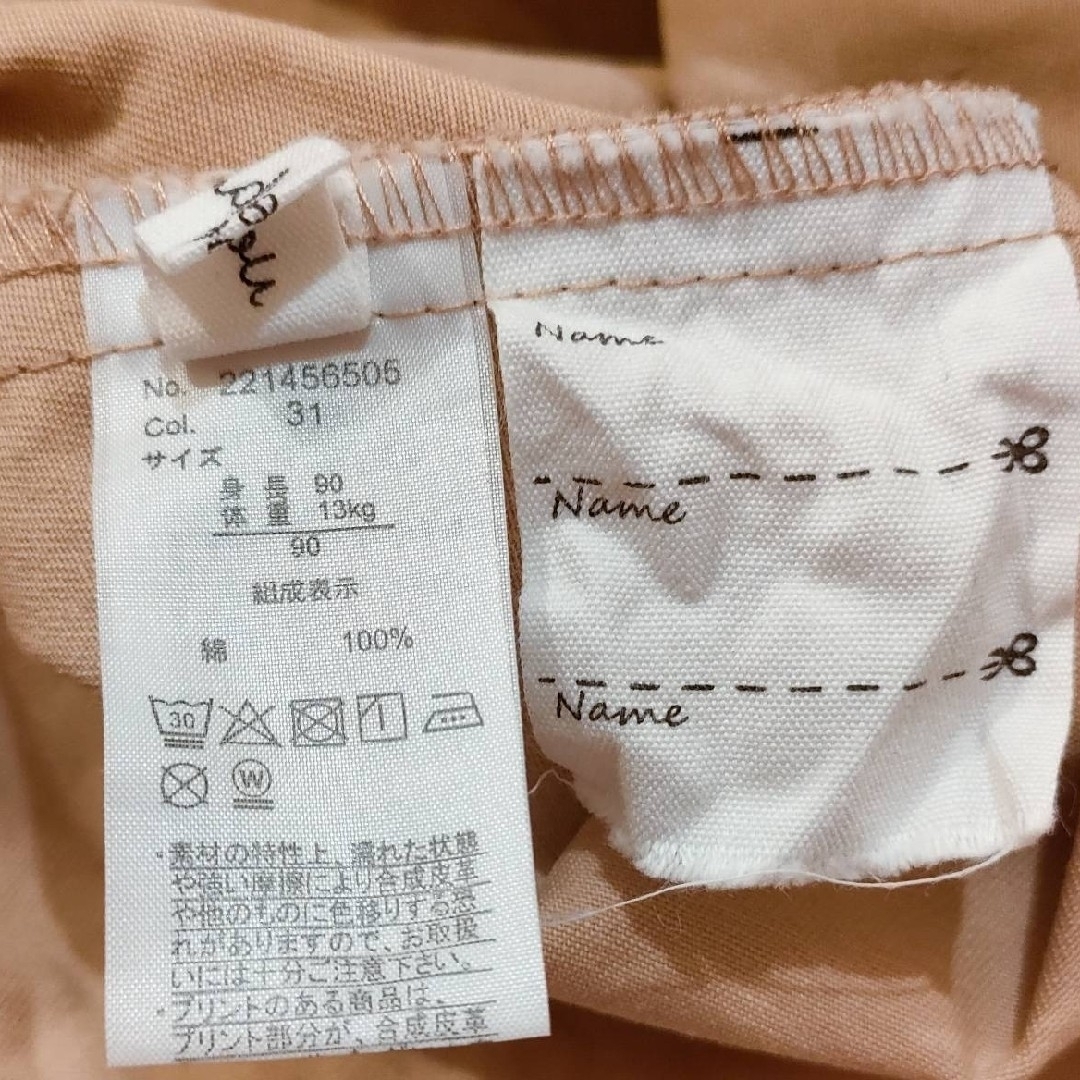 No. 221456506
Col. 31
サイズ
身長 90
体重 13kg
90
組成表示
綿 100%
30
W
・素材の特性上、濡れた状態
や強い摩擦により合成皮革
や他のものに色移りする恐
れがありますので、お取扱
いには十分ご注意下さい。
・プリントのある商品は、
プリント部分が、合成皮革
Name
Name
Name